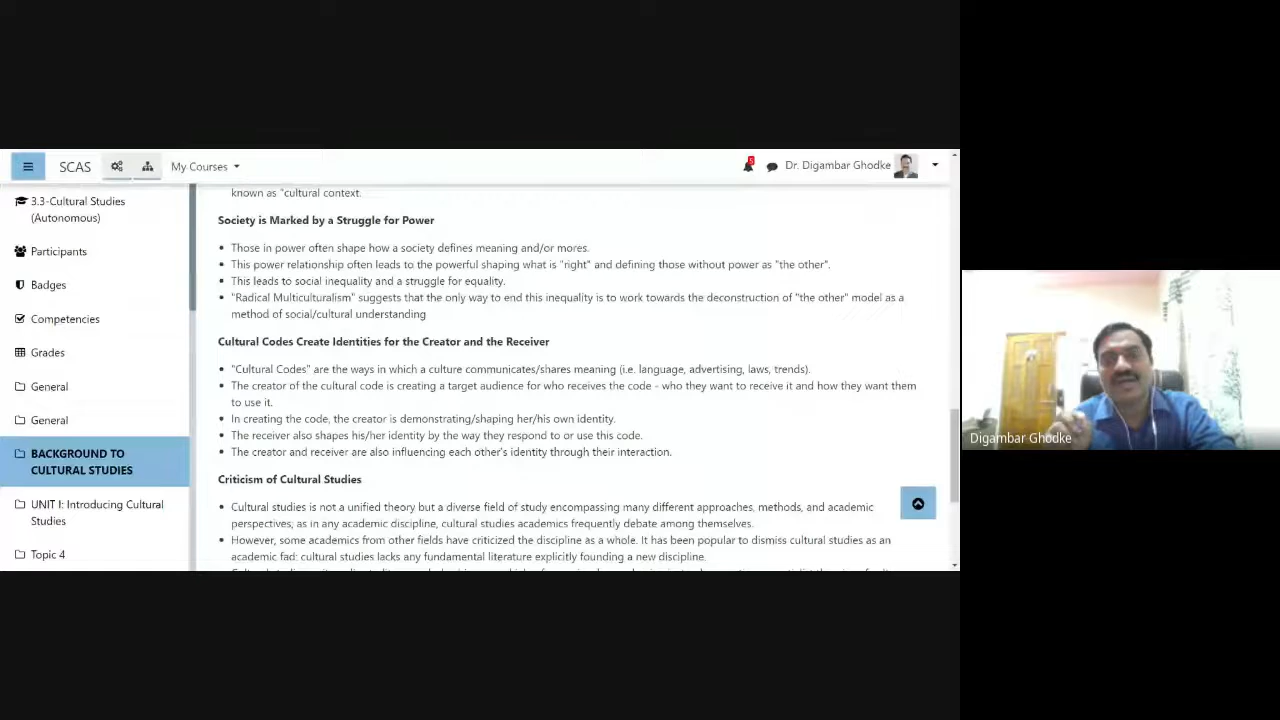 SCAS
My Courses
Dr. Digambar Ghodke
3.3-Cultural Studies
(Autonomous)
Participants
Badges
Competencies
Grades
General
General
BACKGROUND TO
CULTURAL STUDIES
UNIT I: Introducing Cultural
Studies
Topic 4
known as "cultural context.
Society is Marked by a Struggle for Power
Those in power often shape how a society defines meaning and/or mores.
This power relationship often leads to the powerful shaping what is "right" and defining those without power as "the other".
This leads to social inequality and a struggle for equality.
"Radical Multiculturalism" suggests that the only way to end this inequality is to work towards the deconstruction of "the other" model as a
method of social/cultural understanding
Cultural Codes Create Identities for the Creator and the Receiver
"Cultural Codes" are the ways in which a culture communicates/shares meaning (i.e. language, advertising, laws, trends).
The creator of the cultural code is creating a target audience for who receives the code - who they want to receive it and how they want them
to use it.
In creating the code, the creator is demonstrating/shaping her/his own identity.
The receiver also shapes his/her identity by the way they respond to or use this code.
The creator and receiver are also influencing each other's identity through their interaction.
Criticism of Cultural Studies
Cultural studies is not a unified theory but a diverse field of study encompassing many different approaches, methods, and academic
perspectives; as in any academic discipline, cultural studies academics frequently debate among themselves.
However, some academics from other fields have criticized the discipline as a whole. It has been popular to dismiss cultural studies as an
academic fad: cultural studies lacks any fundamental literature explicitly founding a new discipline.
Digambar Ghodke